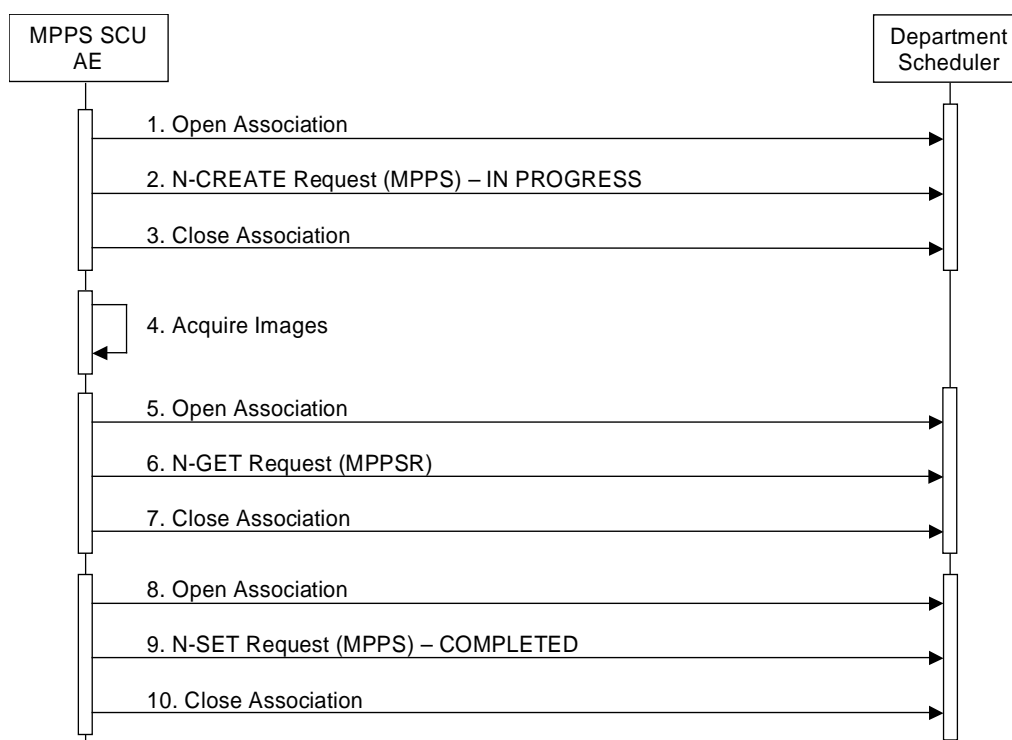 MPPS SCU
AE
Department
Scheduler
1. Open Association
2. N-CREATE Request (MPPS) – IN PROGRESS
3. Close Association
4. Acquire Images
5. Open Association
6. N-GET Request (MPPSR)
7. Close Association
8. Open Association
9. N-SET Request (MPPS) – COMPLETED
10. Close Association